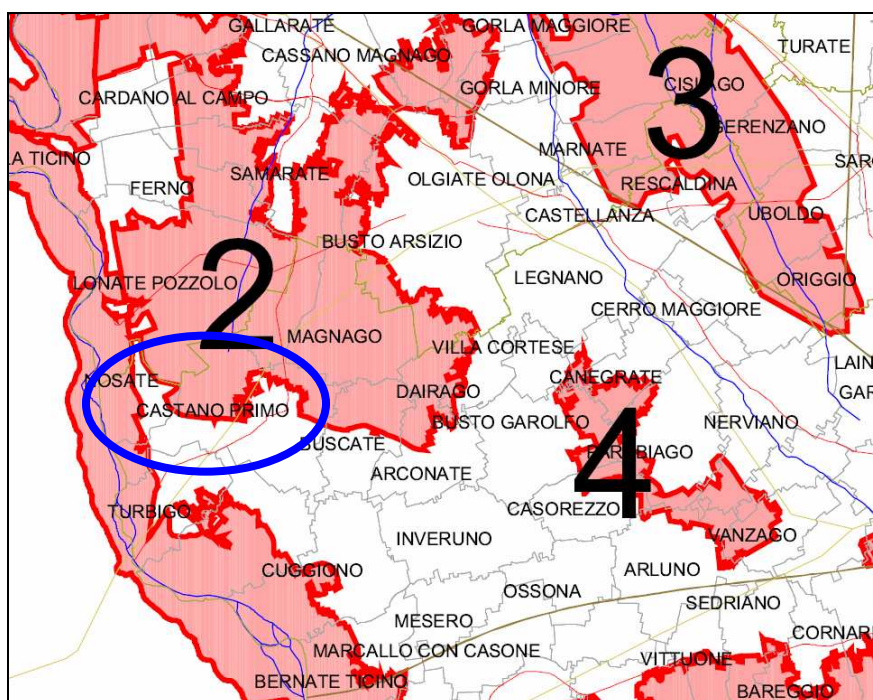 GALLARATE
GORLA MAGGIORE
TURATE
CASSANO MAGNAGO
3
CISLAGO
GORLA MINORE
CARDANO AL CAMPO
GERENZANO
MARNATE
SARO
LA TICINO
SAMARATE
OLGIATE OLONA
RESCALDINA
FERNO
CASTELLANZA
UBOLDO
BUSTO ARSIZIO
2
LONATE POZZOLO
LEGNANO
ORIGGIO
CERRO MAGGIORE
MAGNAGO
VILLA CORTESE
LAIN
NOSATE
CANEGRATE
DAIRAGO
GAR
CASTANO PRIMO
BUSTO GAROLFO
NERVIANO
BUSCATE
4
PARABIAGO
ARCONATE
TURBIGO
CASOREZZO
VANZAGO
INVERUNO
CUGGIONO
ARLUNO
OSSONA
SEDRIANO
MESERO
CORNAR
MARCALLO CON CASONE
VITTUONE
BERNATE TICINO
BAREGGIO